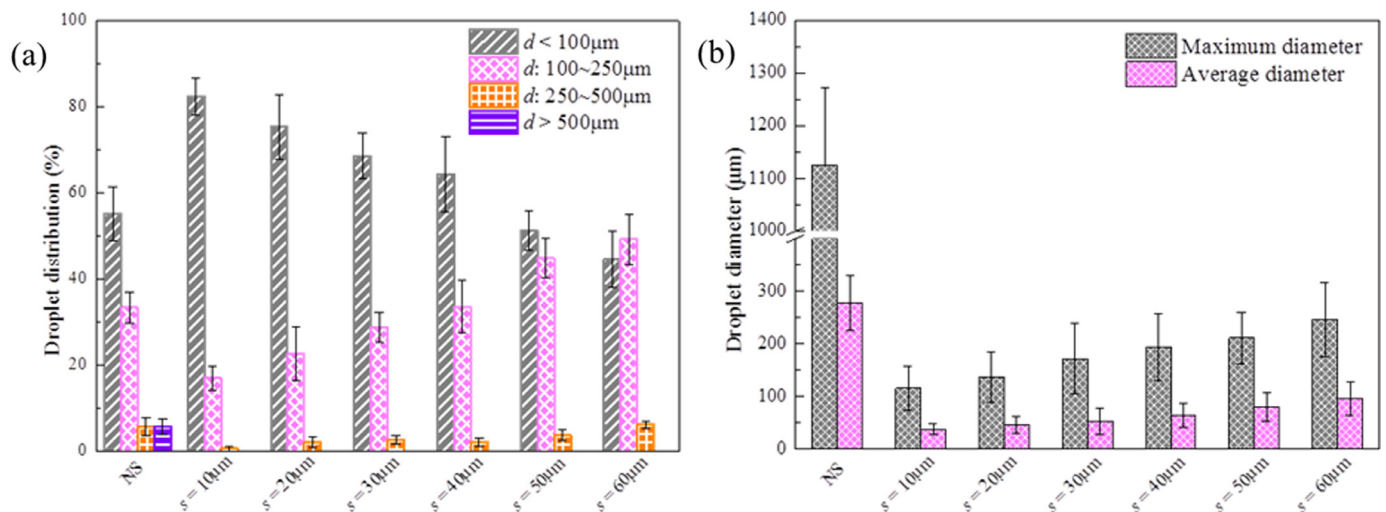 (a)
Droplet distribution (%)
100
80
60
40
20
0
d < 100μm
d: 100~250μm
d: 250~500μm
d > 500μm
NS
s = 10μm
s = 20μm
s = 30μm
s = 40μm
s = 50μm
s = 60μm
(b)
Droplet diameter (μm)
1400
1300
1200
1100
1000
300
200
100
0
Maximum diameter
Average diameter
NS
s = 10μm
s = 20μm
s = 30μm
s = 40μm
s = 50μm
s = 60μm